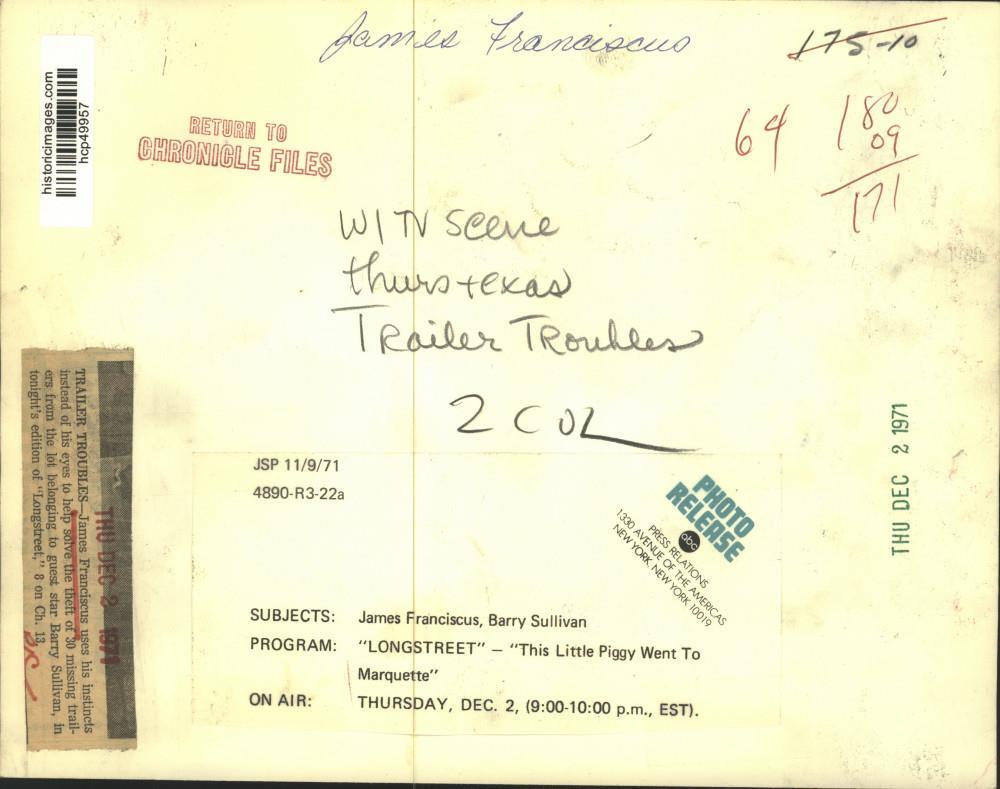 James Franciscus
175-10
historicimages.com
hcp49957
RETURN TO
CHRONICLE FILES
64
180
09
171
W/ TV Scene
thurs texas
Trailer Troubles
2 COL
THU DEC 2 1971
TRAILER TROUBLES—James Franciscus uses his instincts
instead of his eyes to help solve the theft of 30 missing trail-
ers from the lot belonging to guest star Barry Sullivan, in
tonight's edition of "Longstreet," 8 on Ch. 13.
THU DEC 2 1971
JSP 11/9/71
4890-R3-22a
PHOTO
RELEASE
abc
PRESS RELATIONS
1330 AVENUE OF THE AMERICAS
NEW YORK NEW YORK 10019
SUBJECTS: James Franciscus, Barry Sullivan
PROGRAM: "LONGSTREET" — "This Little Piggy Went To
Marquette"
ON AIR: THURSDAY, DEC. 2, (9:00-10:00 p.m., EST).